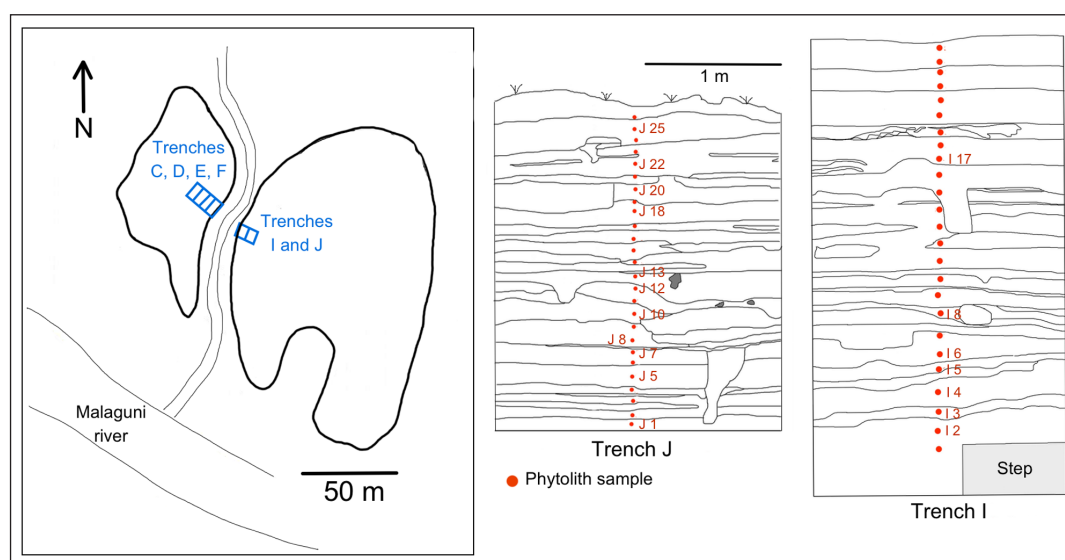 N
Trenches
C, D, E, F
Trenches
I and J
Malaguni
river
50 m
1 m
J 25
J 22
J 20
J 18
J 13
J 12
J 10
J 8
J 7
J 5
J 1
Trench J
Phytolith sample
I 17
I 8
I 6
I 5
I 4
I 3
I 2
Step
Trench I